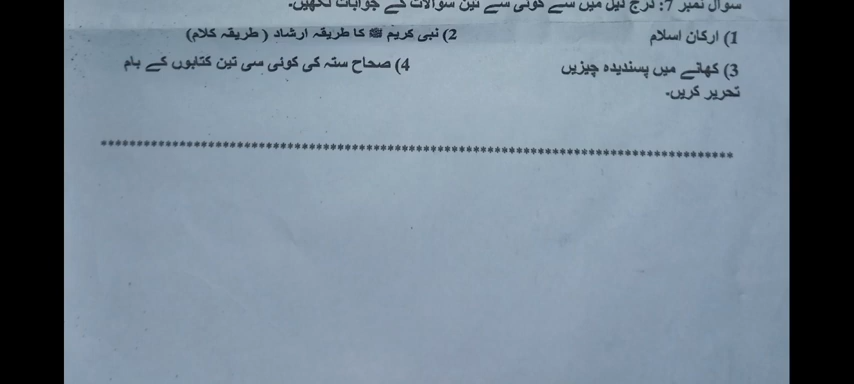 سوال نمبر 7: درج ذیل میں سے کوئی سے تین سوالات کے جوابات لکھیں۔
1) ارکان اسلام 2) نبی کریم ﷺ کا طریقہ ارشاد ( طریقہ کلام)
3) کھانے میں پسندیدہ چیزیں 4) صحاح ستہ کی کوئی سی تین کتابوں کے بام
تحریر کریں۔
******************************************************************************************